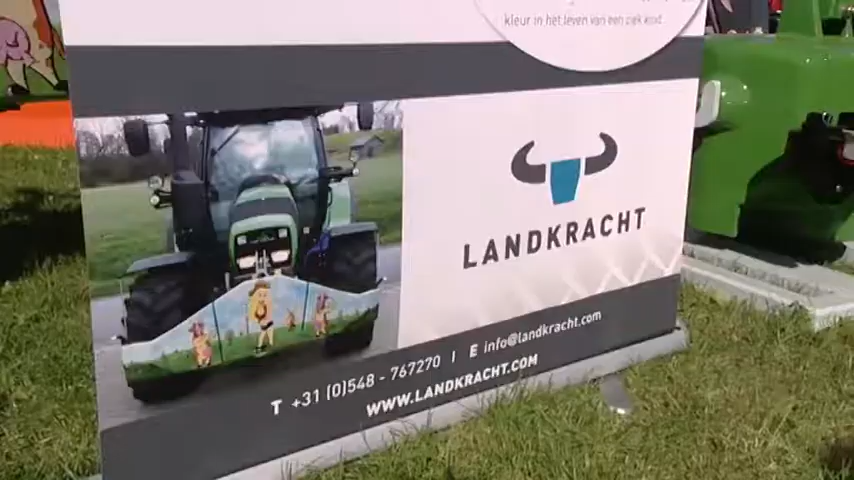 kleur in het leven van een ziek kind.
LANDKRACHT
T +31 (0)548 - 767270 | E info@landkracht.com
WWW.LANDKRACHT.COM